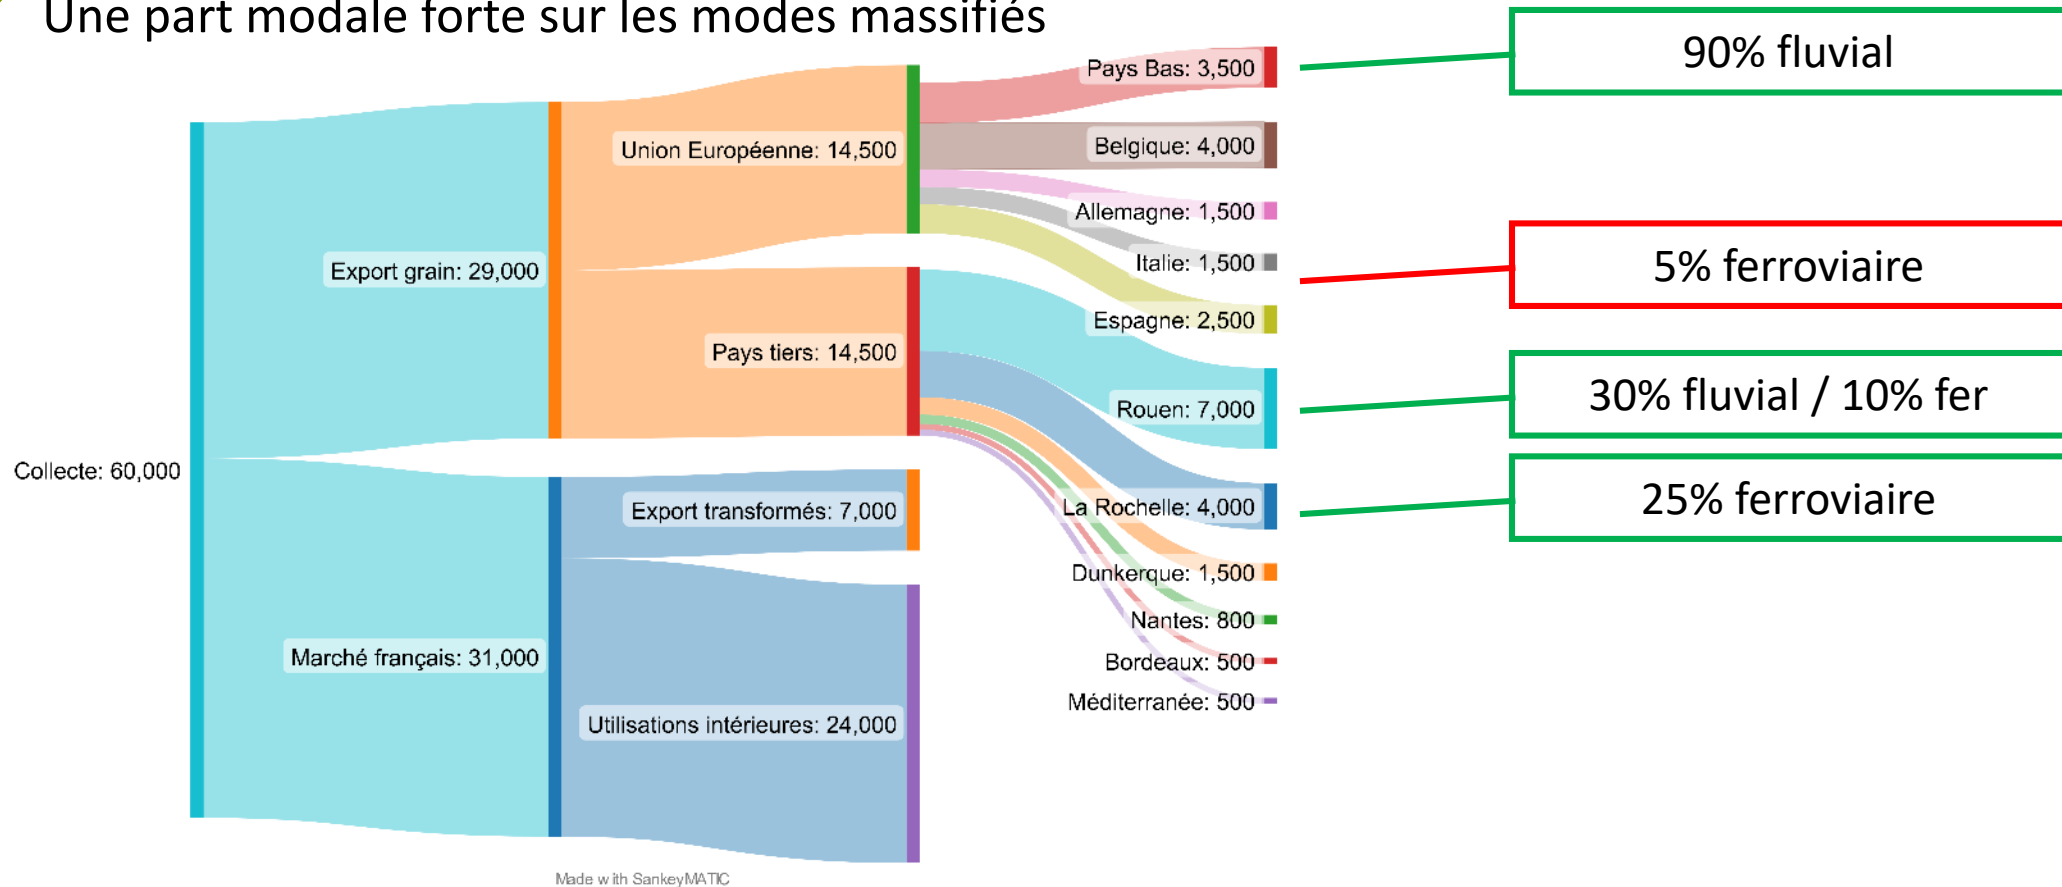 Une part modale forte sur les modes massifiés
Collecte: 60,000
Export grain: 29,000
Marché français: 31,000
Union Européenne: 14,500
Pays tiers: 14,500
Export transformés: 7,000
Utilisations intérieures: 24,000
Pays Bas: 3,500
Belgique: 4,000
Allemagne: 1,500
Italie: 1,500
Espagne: 2,500
Rouen: 7,000
La Rochelle: 4,000
Dunkerque: 1,500
Nantes: 800
Bordeaux: 500
Méditerranée: 500
90% fluvial
5% ferroviaire
30% fluvial / 10% fer
25% ferroviaire
Made with SankeyMATIC